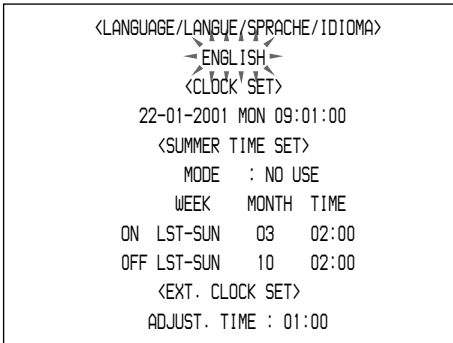 <LANGUAGE/LANGUE/SPRACHE/IDIOMA>
ENGLISH
<CLOCK SET>
22-01-2001 MON 09:01:00
<SUMMER TIME SET>
MODE : NO USE
WEEK MONTH TIME
ON LST-SUN 03 02:00
OFF LST-SUN 10 02:00
<EXT. CLOCK SET>
ADJUST. TIME : 01:00